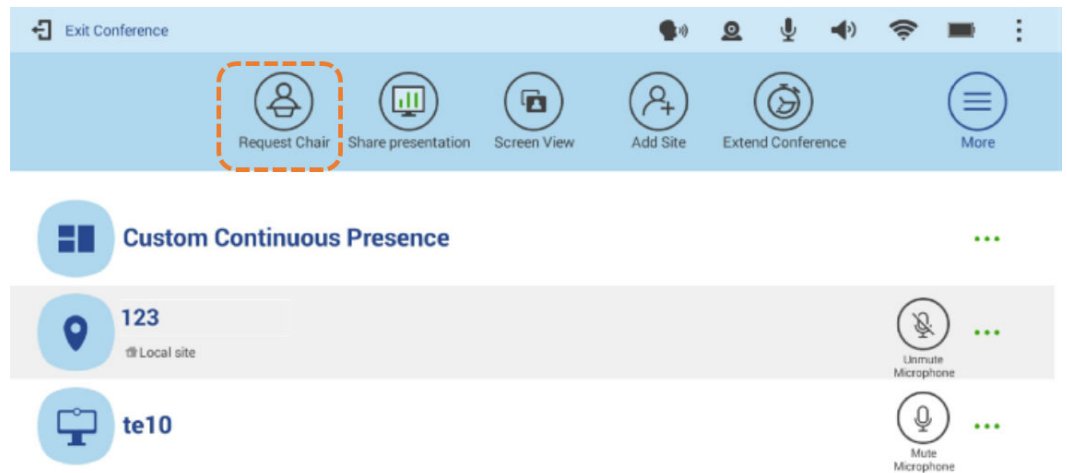 Exit Conference
Request Chair
Share presentation
Screen View
Add Site
Extend Conference
More
Custom Continuous Presence
123
Local site
Unmute
Microphone
te10
Mute
Microphone